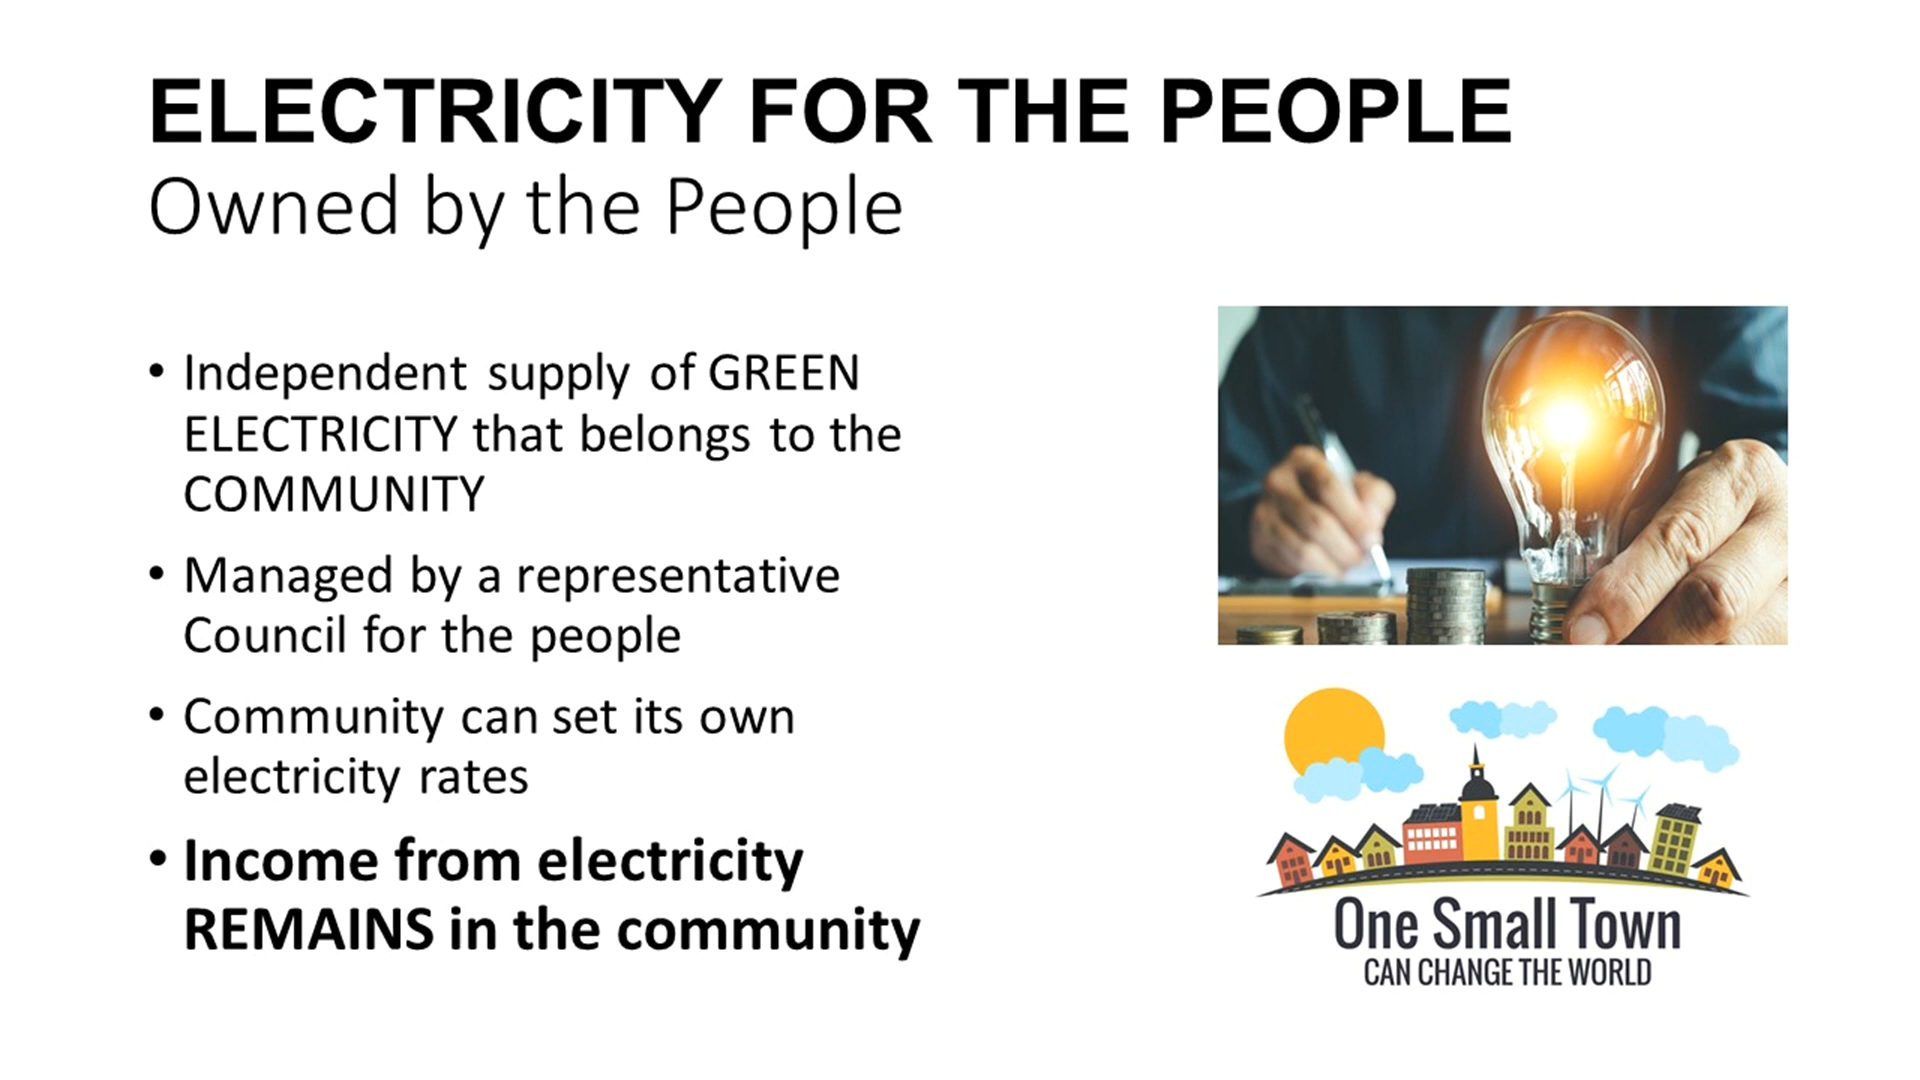 ELECTRICITY FOR THE PEOPLE
Owned by the People
• Independent supply of GREEN
ELECTRICITY that belongs to the
COMMUNITY
• Managed by a representative
Council for the people
• Community can set its own
electricity rates
• Income from electricity
REMAINS in the community
One Small Town
CAN CHANGE THE WORLD